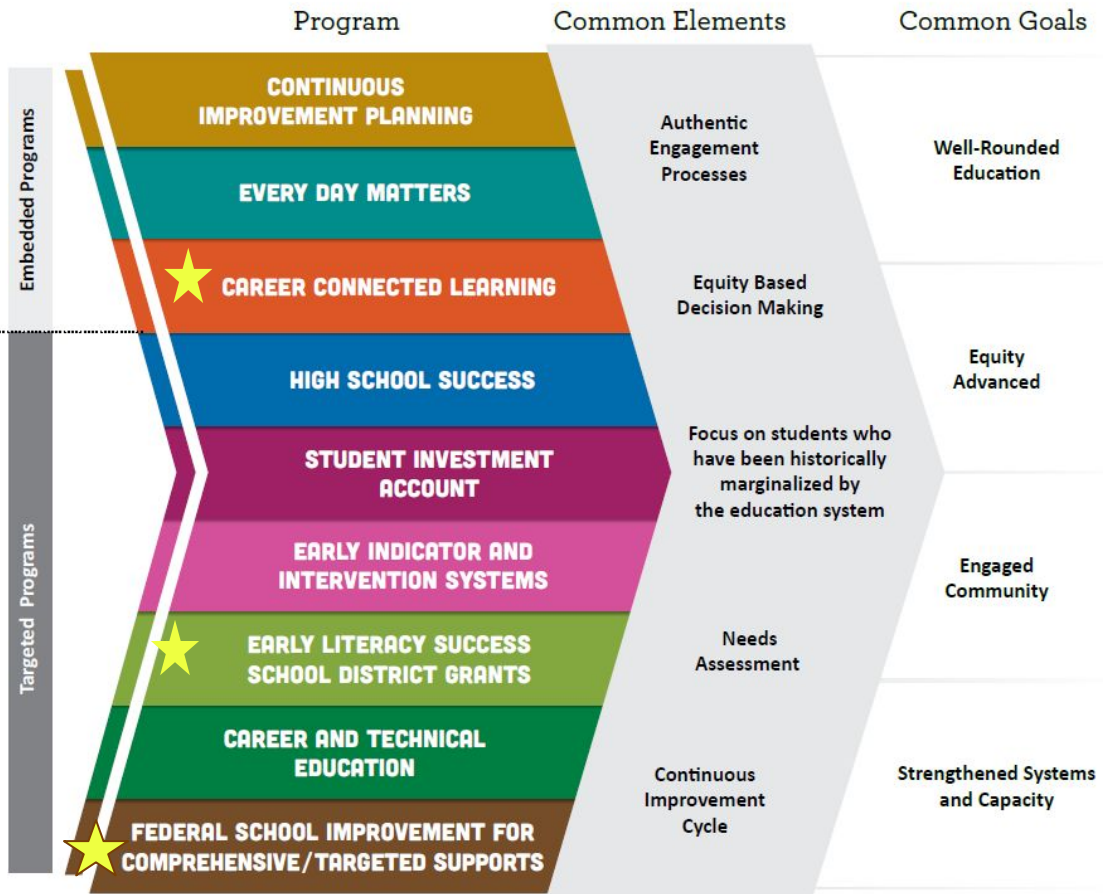 Program
Common Elements
Common Goals
Embedded Programs
Targeted Programs
CONTINUOUS
IMPROVEMENT PLANNING
EVERY DAY MATTERS
CAREER CONNECTED LEARNING
HIGH SCHOOL SUCCESS
STUDENT INVESTMENT
ACCOUNT
EARLY INDICATOR AND
INTERVENTION SYSTEMS
EARLY LITERACY SUCCESS
SCHOOL DISTRICT GRANTS
CAREER AND TECHNICAL
EDUCATION
FEDERAL SCHOOL IMPROVEMENT FOR
COMPREHENSIVE/TARGETED SUPPORTS
Authentic
Engagement
Processes
Equity Based
Decision Making
Focus on students who
have been historically
marginalized by
the education system
Needs
Assessment
Continuous
Improvement
Cycle
Well-Rounded
Education
Equity
Advanced
Engaged
Community
Strengthened Systems
and Capacity